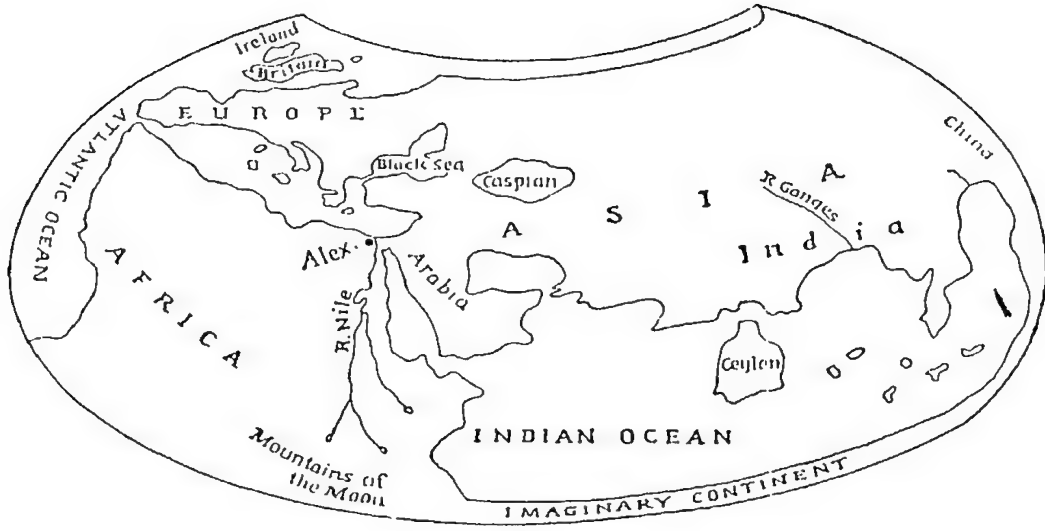 Ireland
Britain
EUROPE
ATLANTIC OCEAN
Black Sea
Caspian
ASIA
China
R Ganges
India
Alex.
Arabia
AFRICA
R. Nile
Ceylon
INDIAN OCEAN
Mountains of
the Moon
IMAGINARY CONTINENT